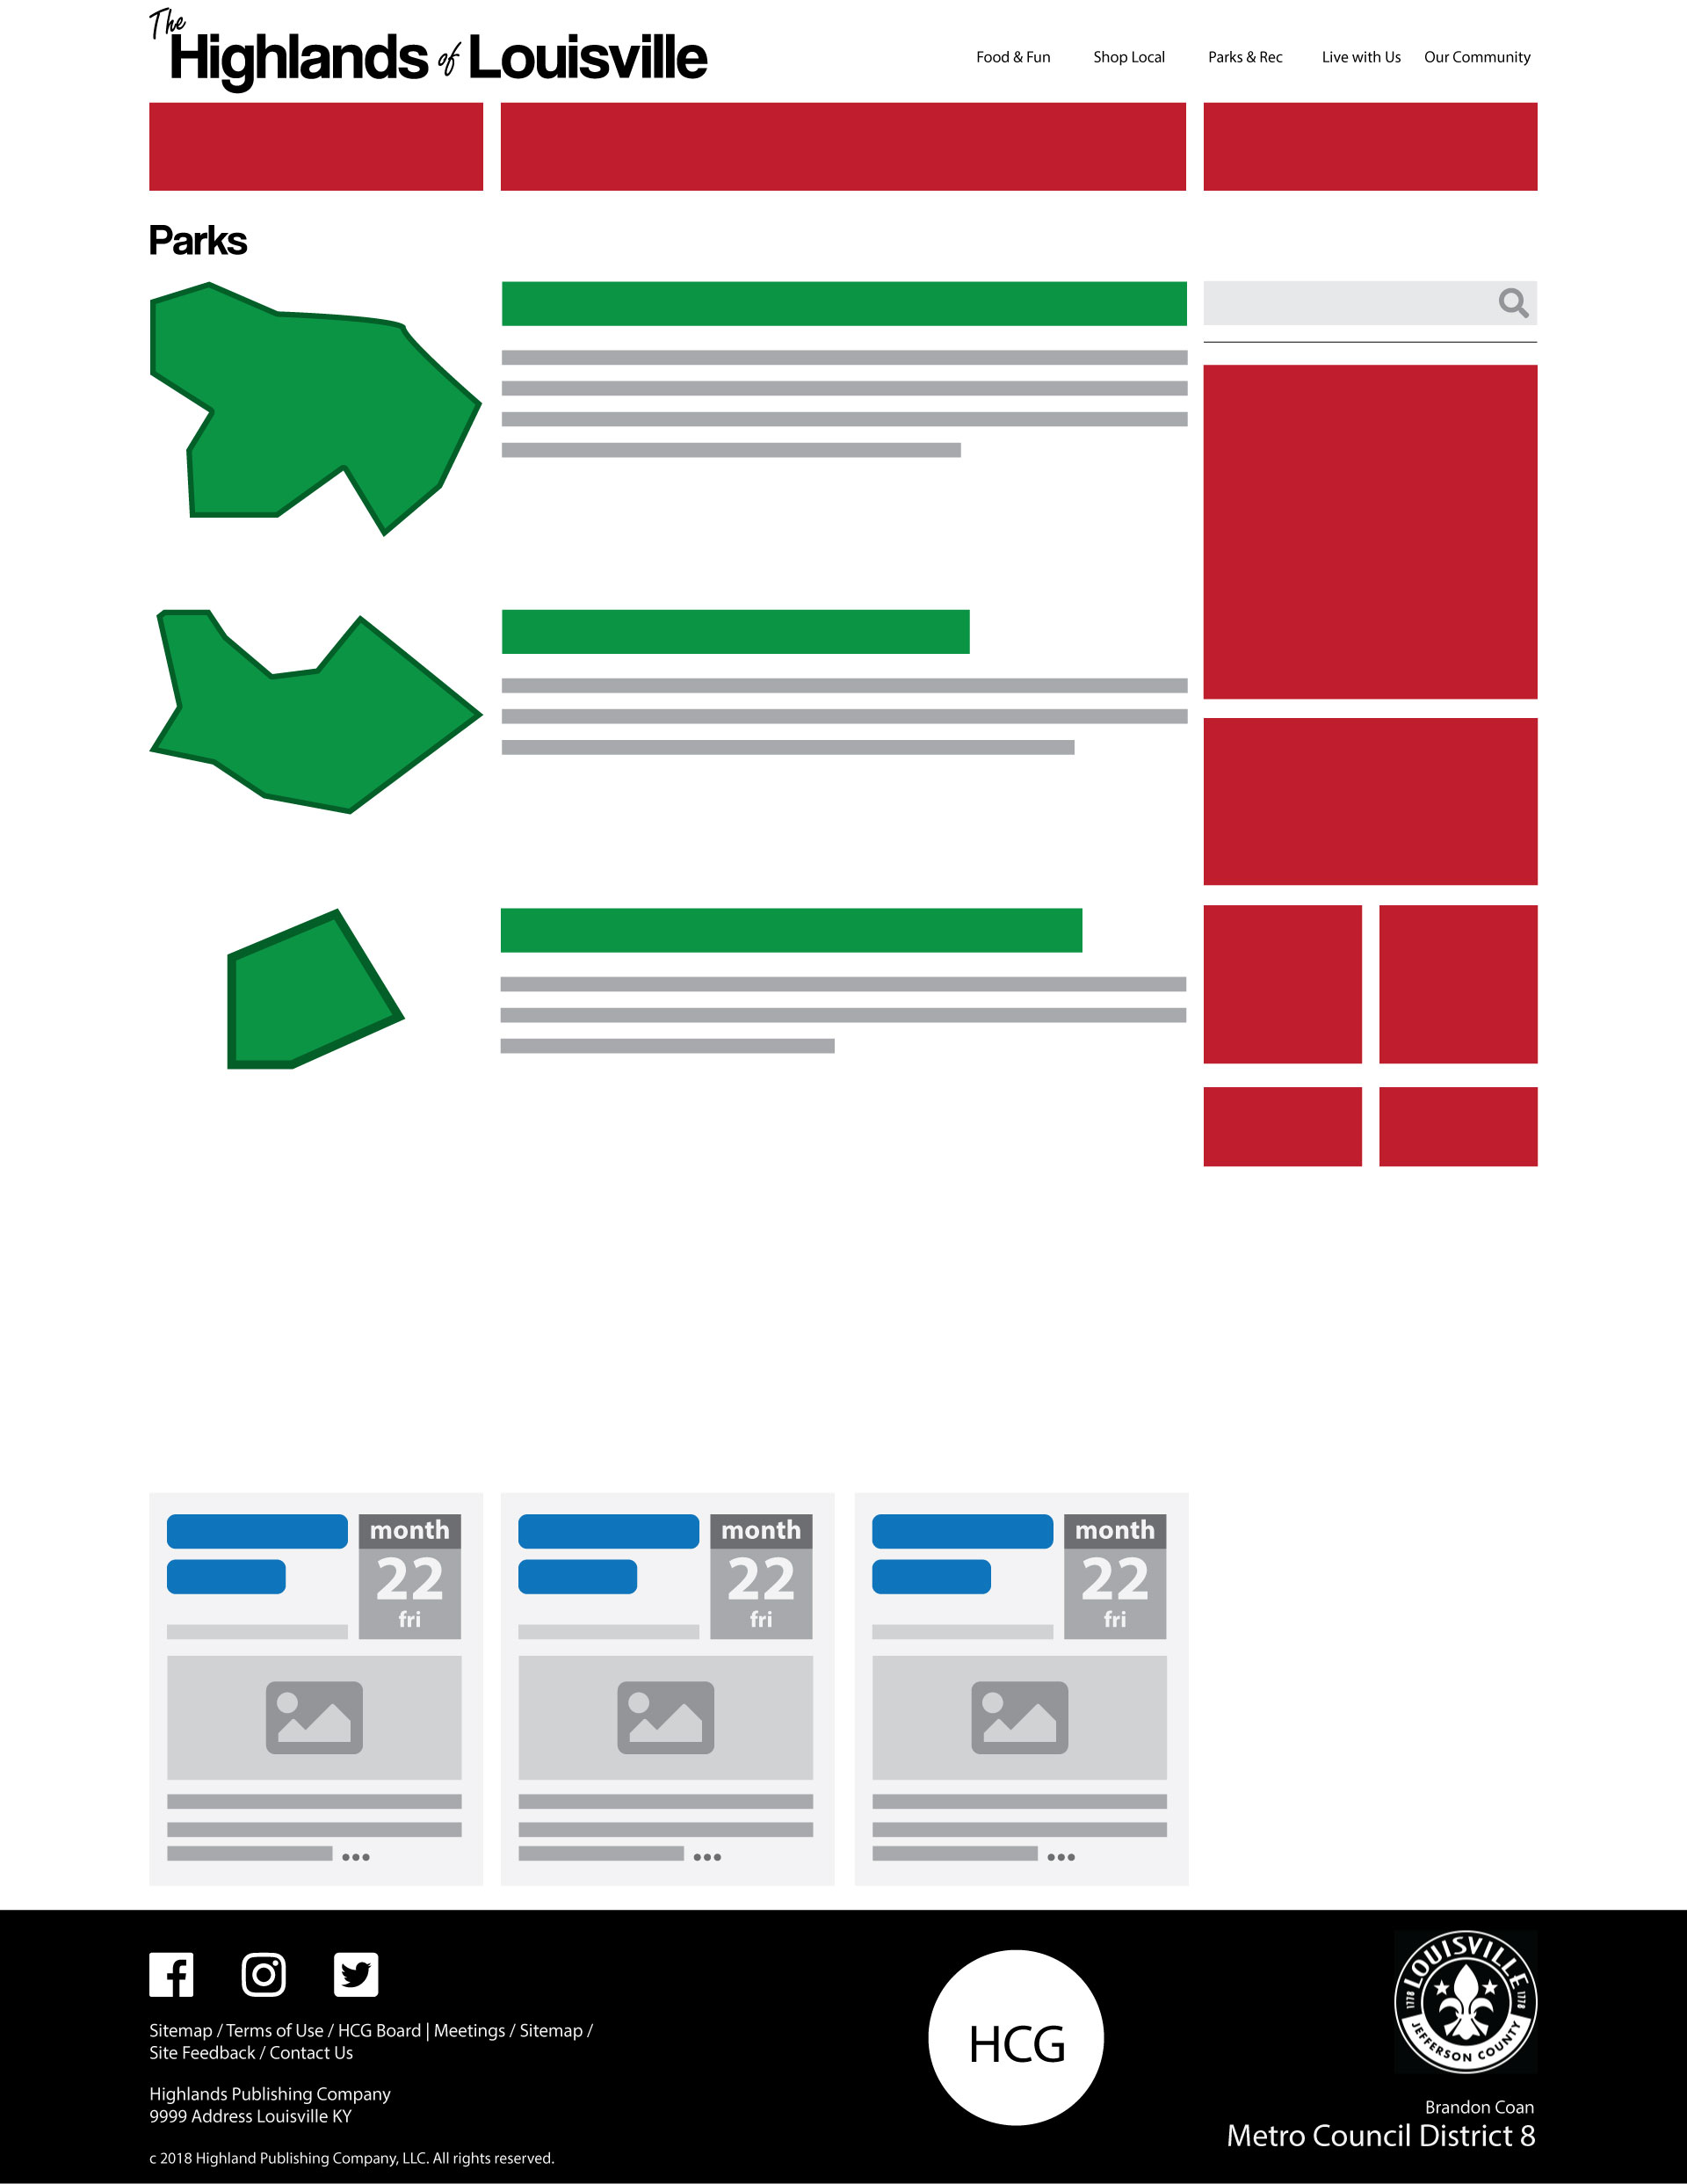 The
Highlands of Louisville
Food & Fun Shop Local Parks & Rec Live with Us Our Community
Parks
month month month
22 22 22
fri fri fri
Sitemap / Terms of Use / HCG Board | Meetings / Sitemap /
Site Feedback / Contact Us
Highlands Publishing Company
9999 Address Louisville KY
c 2018 Highland Publishing Company, LLC. All rights reserved.
HCG
LOUISVILLE
1778 1778
JEFFERSON COUNTY
Brandon Coan
Metro Council District 8